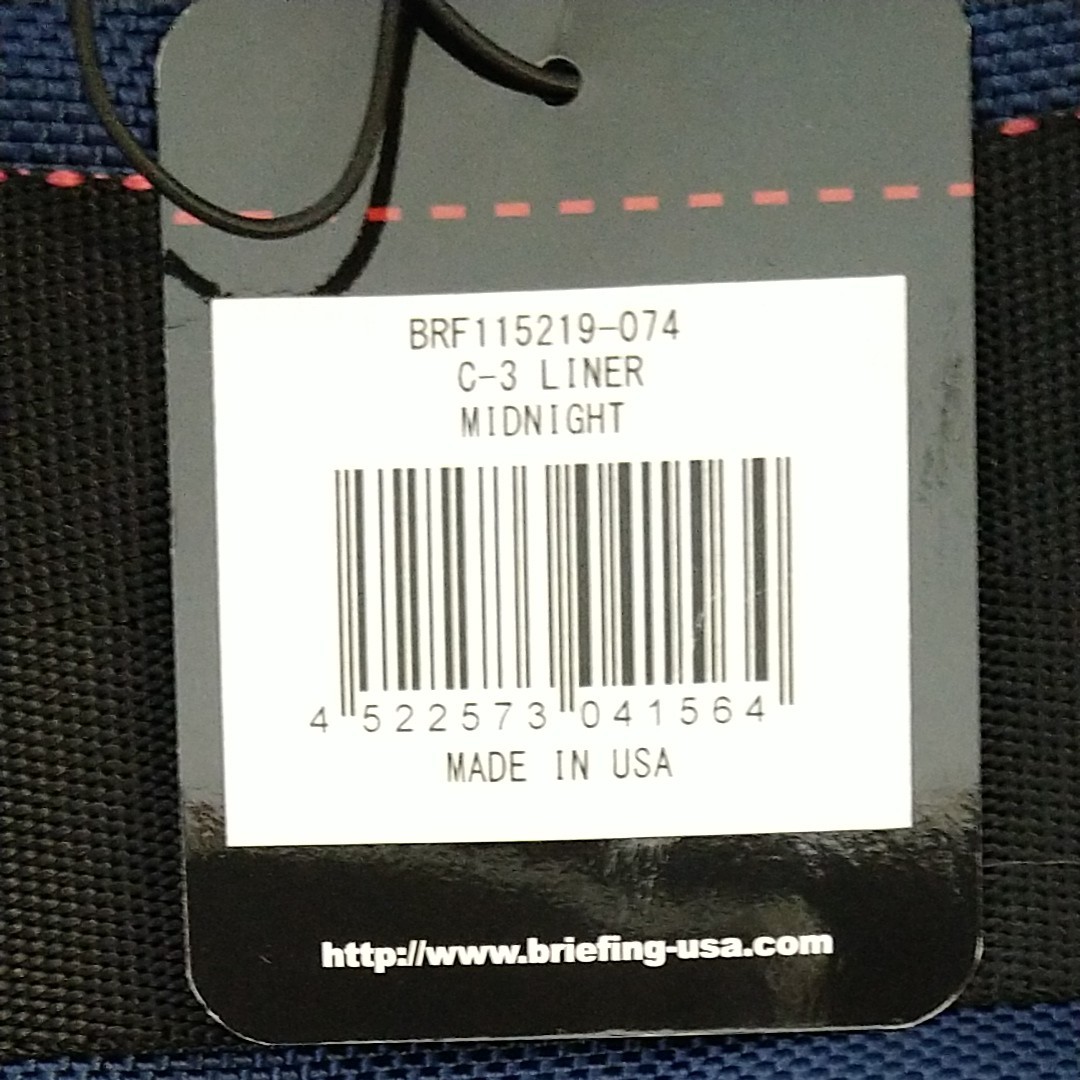 BRF115219-074
C-3 LINER
MIDNIGHT
4 522573 041564
MADE IN USA
http://www.briefing-usa.com